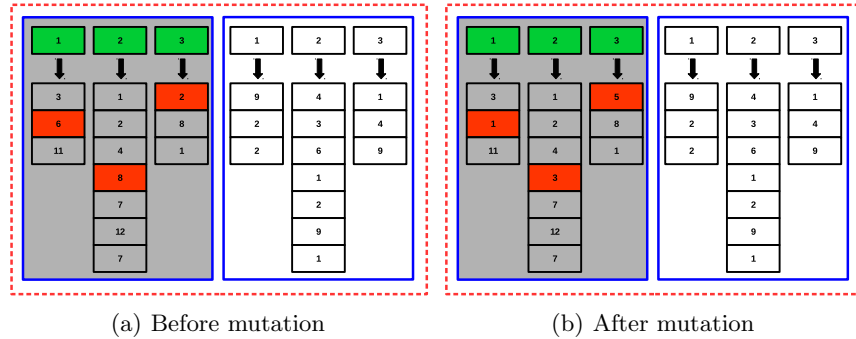 1 2 3 1 2 3 1 2 3 1 2 3
3 1 2 9 4 1 3 1 5 9 4 1
6 2 8 2 3 4 1 2 8 2 3 4
11 4 1 2 6 9 11 4 1 2 6 9
8 1 3 1
7 2 7 2
12 9 12 9
7 1 7 1
(a) Before mutation (b) After mutation